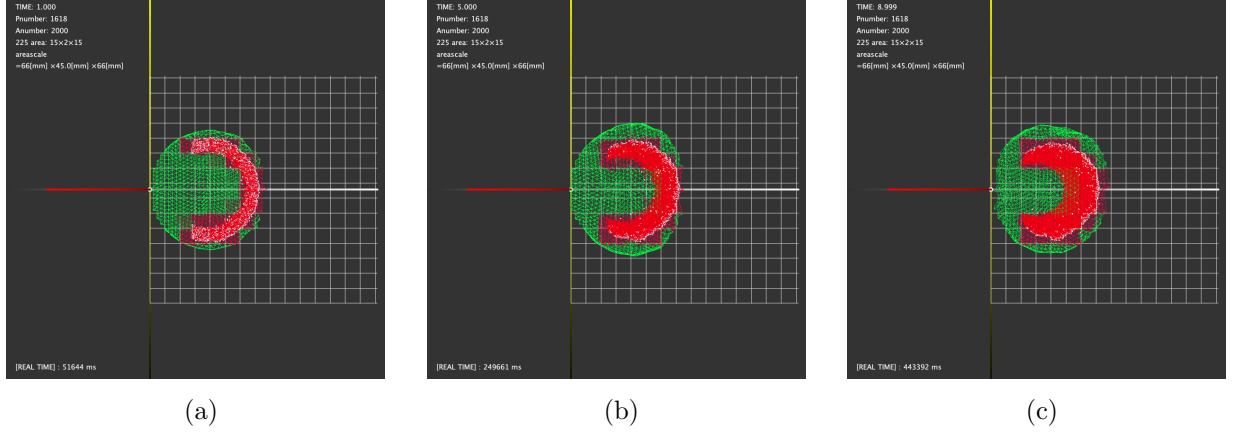 TIME: 1.000
Pnumber: 1618
Anumber: 2000
225 area: 15×2×15
areascale
=66[mm] ×45.0[mm] ×66[mm]
[REAL TIME] : 51644 ms
(a)
TIME: 5.000
Pnumber: 1618
Anumber: 2000
225 area: 15×2×15
areascale
=66[mm] ×45.0[mm] ×66[mm]
[REAL TIME] : 249661 ms
(b)
TIME: 8.999
Pnumber: 1618
Anumber: 2000
225 area: 15×2×15
areascale
=66[mm] ×45.0[mm] ×66[mm]
[REAL TIME] : 443392 ms
(c)